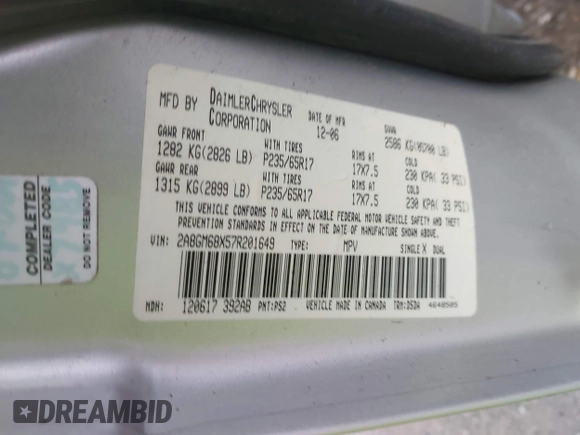 MFD BY DAIMLERCHRYSLER CORPORATION
DATE OF MFR 12-06
GVWR 2586 KG(05700 LB)
GAWR FRONT WITH TIRES RIMS AT COLD
1282 KG(2826 LB) P235/65R17 17X7.5 230 KPA( 33 PSI)
GAWR REAR WITH TIRES RIMS AT COLD
1315 KG(2899 LB) P235/65R17 17X7.5 230 KPA( 33 PSI)
THIS VEHICLE CONFORMS TO ALL APPLICABLE FEDERAL MOTOR VEHICLE SAFETY, BUMPER, AND THEFT
PREVENTION STANDARDS IN EFFECT ON THE DATE OF MANUFACTURE SHOWN ABOVE.
VIN: 2A8GM68X57R201649 TYPE: MPV SINGLE X DUAL
MDH: 120617 392AB PNT:PS2 VEHICLE MADE IN CANADA TRM:D5DA 4648505
COMPLETED
DEALER CODE
DO NOT REMOVE
DREAMBID